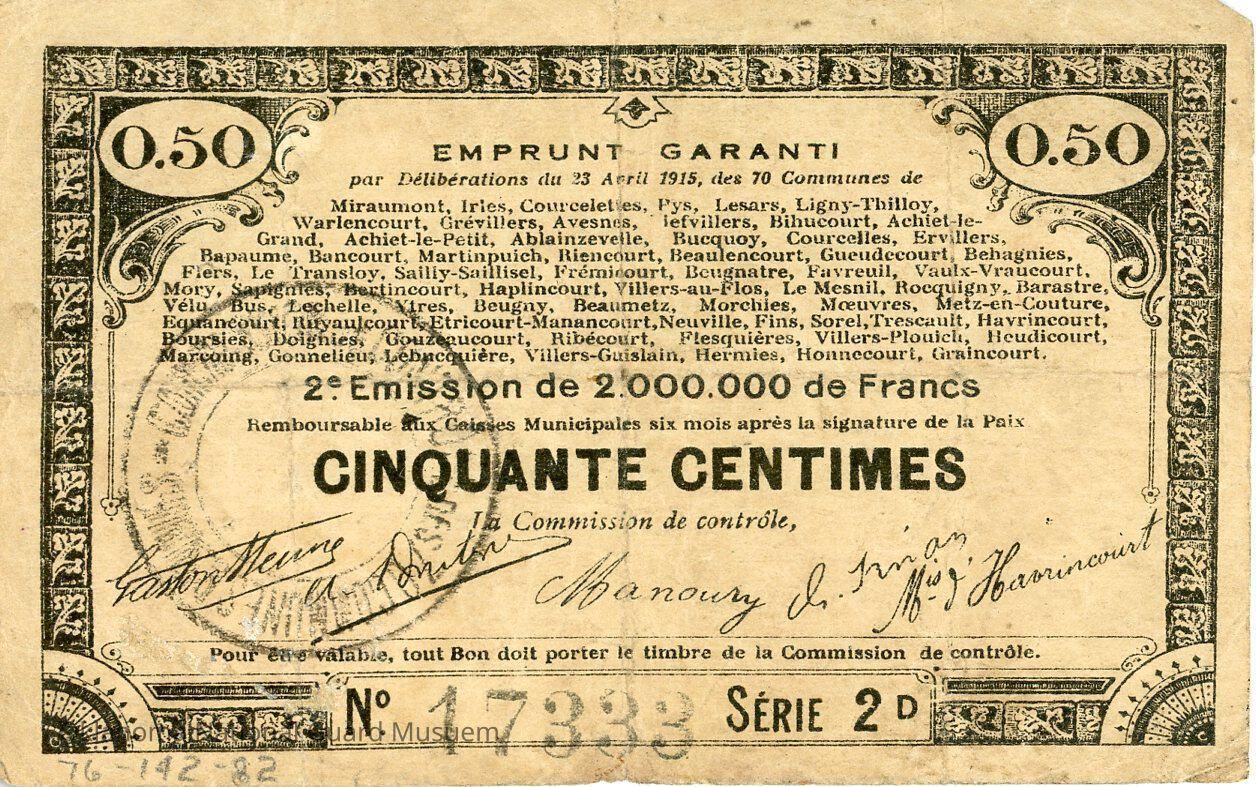 0.50 0.50
EMPRUNT GARANTI
par Délibérations du 23 Avril 1915, des 70 Communes de
Miraumont, Irles, Courcelettes, Pys, Lesars, Ligny-Thilloy,
Warlencourt, Grévillers, Avesnes, Biefvillers, Bihucourt, Achiet-le-
Grand, Achiet-le-Petit, Ablainzevelle, Bucquoy, Courcelles, Ervillers,
Bapaume, Bancourt, Martinpuich, Riencourt, Beaulencourt, Gueudecourt, Behagnies,
Flers, Le Transloy, Sailly-Saillisel, Frémicourt, Beugnatre, Favreuil, Vaulx-Vraucourt,
Mory, Sapignies, Bertincourt, Haplincourt, Villers-au-Flos, Le Mesnil, Rocquigny, Barastre,
Vélu, Bus, Lechelle, Ytres, Beugny, Beaumetz, Morchies, Mœuvres, Metz-en-Couture,
Equancourt, Ruyaulcourt, Etricourt-Manancourt, Neuville, Fins, Sorel, Trescault, Havrincourt,
Boursies, Doignies, Gouzeaucourt, Ribécourt, Flesquières, Villers-Plouich, Heudicourt,
Marcoing, Gonnelieu, Lebucquière, Villers-Guislain, Hermies, Honnecourt, Graincourt.
2e Emission de 2.000.000 de Francs
Remboursable aux Caisses Municipales six mois après la signature de la Paix
CINQUANTE CENTIMES
La Commission de contrôle,
Manoury Mis d'Havrincourt
Pour être valable, tout Bon doit porter le timbre de la Commission de contrôle.
No 17333 SÉRIE 2D
National Guard Musuem
76-142-82